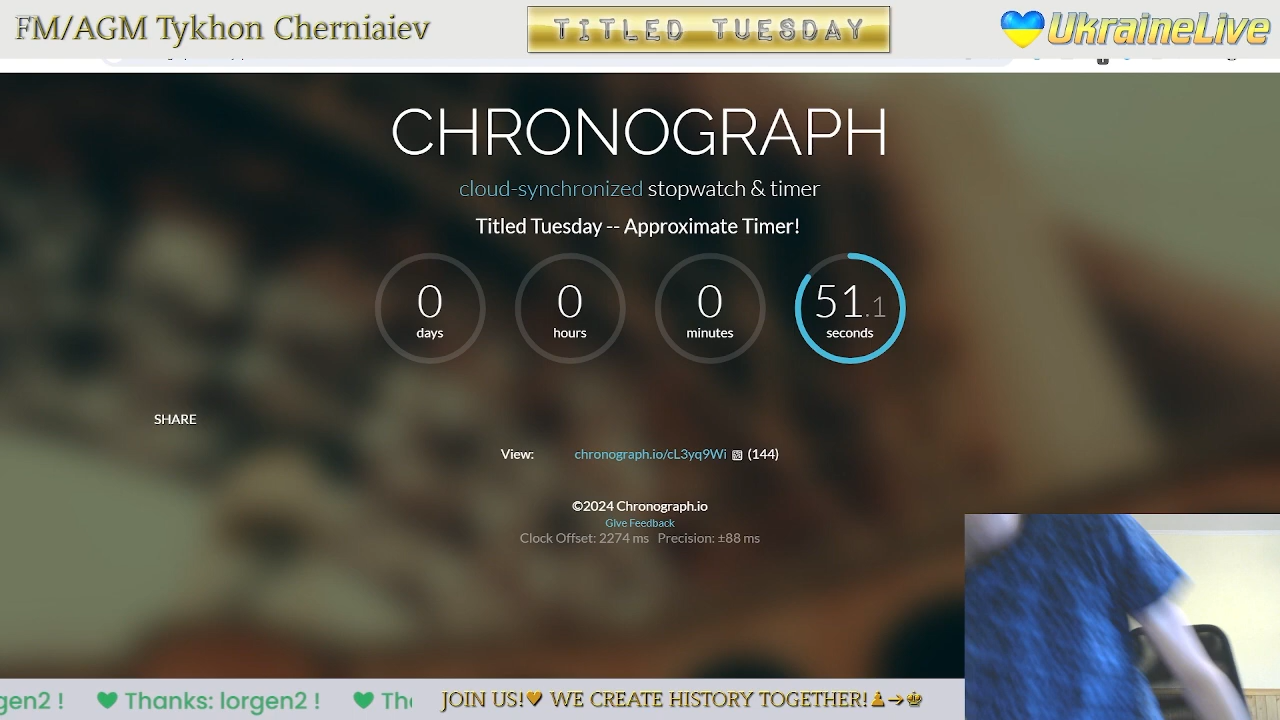 FM/AGM Tykhon Cherniaiev
TITLED TUESDAY
UkraineLive
CHRONOGRAPH
cloud-synchronized stopwatch & timer
Titled Tuesday -- Approximate Timer!
0 0 0 51.1
days hours minutes seconds
SHARE
View: chronograph.io/cL3yq9Wi (144)
©2024 Chronograph.io
Give Feedback
Clock Offset: 2274 ms Precision: ±88 ms
rgen2 ! Thanks: lorgen2 ! Th
JOIN US! WE CREATE HISTORY TOGETHER!